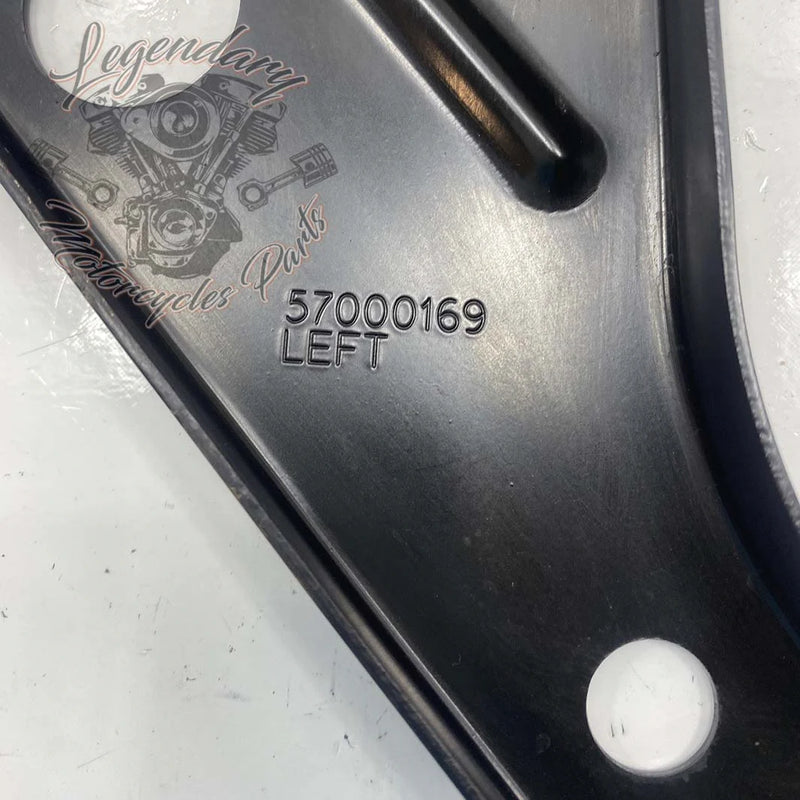 Legendary
Motorcycles Parts
57000169
LEFT